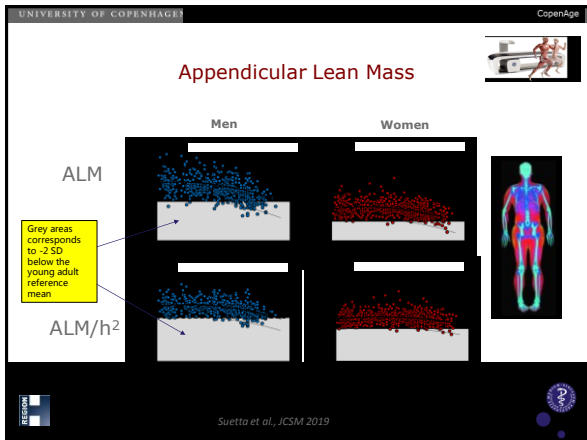 UNIVERSITY OF COPENHAGEN
CopenAge
Appendicular Lean Mass
Men
Women
ALM
Grey areas
corresponds
to -2 SD
below the
young adult
reference
mean
ALM/h²
REGION
H
Suetta et al., JCSM 2019